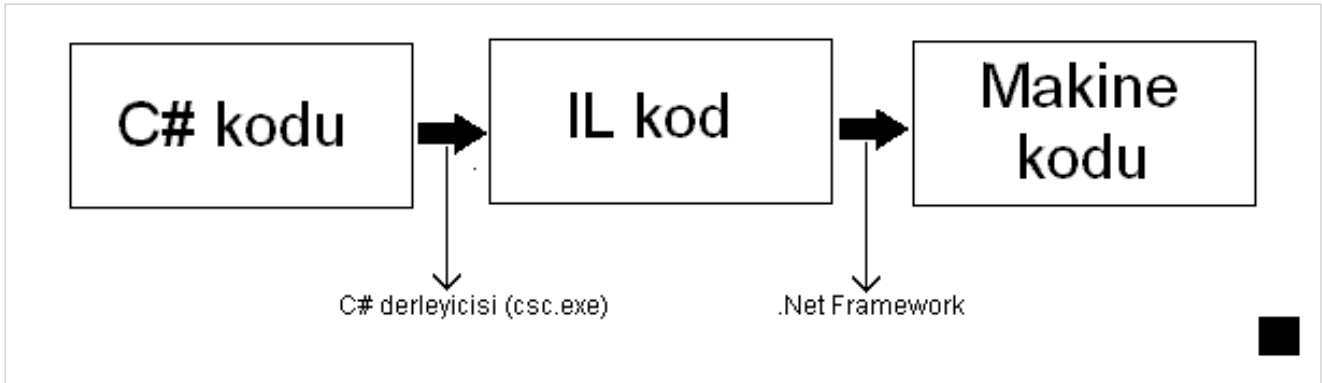 C# kodu
IL kod
Makine
kodu
C# derleyicisi (csc.exe)
.Net Framework